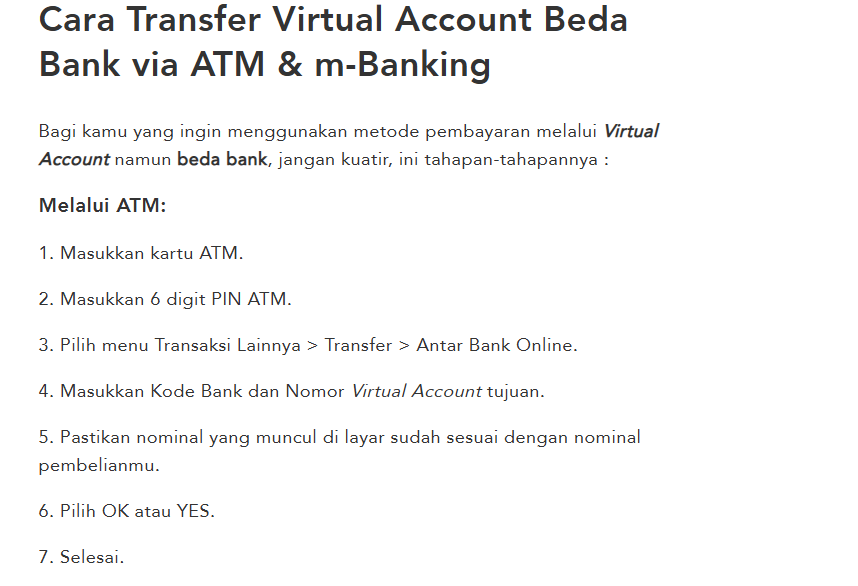 Cara Transfer Virtual Account Beda
Bank via ATM & m-Banking
Bagi kamu yang ingin menggunakan metode pembayaran melalui Virtual
Account namun beda bank, jangan kuatir, ini tahapan-tahapannya :
Melalui ATM:
1. Masukkan kartu ATM.
2. Masukkan 6 digit PIN ATM.
3. Pilih menu Transaksi Lainnya > Transfer > Antar Bank Online.
4. Masukkan Kode Bank dan Nomor Virtual Account tujuan.
5. Pastikan nominal yang muncul di layar sudah sesuai dengan nominal
pembelianmu.
6. Pilih OK atau YES.
7. Selesai.